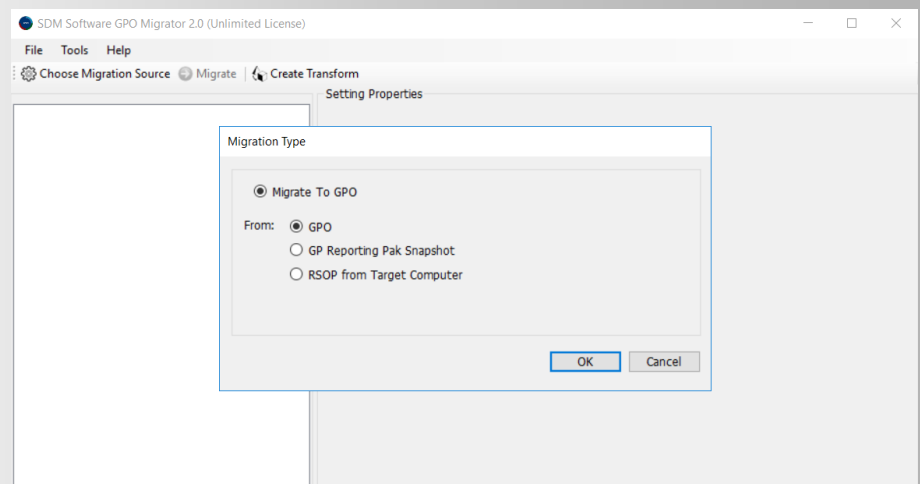 SDM Software GPO Migrator 2.0 (Unlimited License)
File Tools Help
Choose Migration Source Migrate Create Transform
Setting Properties
Migration Type
Migrate To GPO
From: GPO
GP Reporting Pak Snapshot
RSOP from Target Computer
OK Cancel